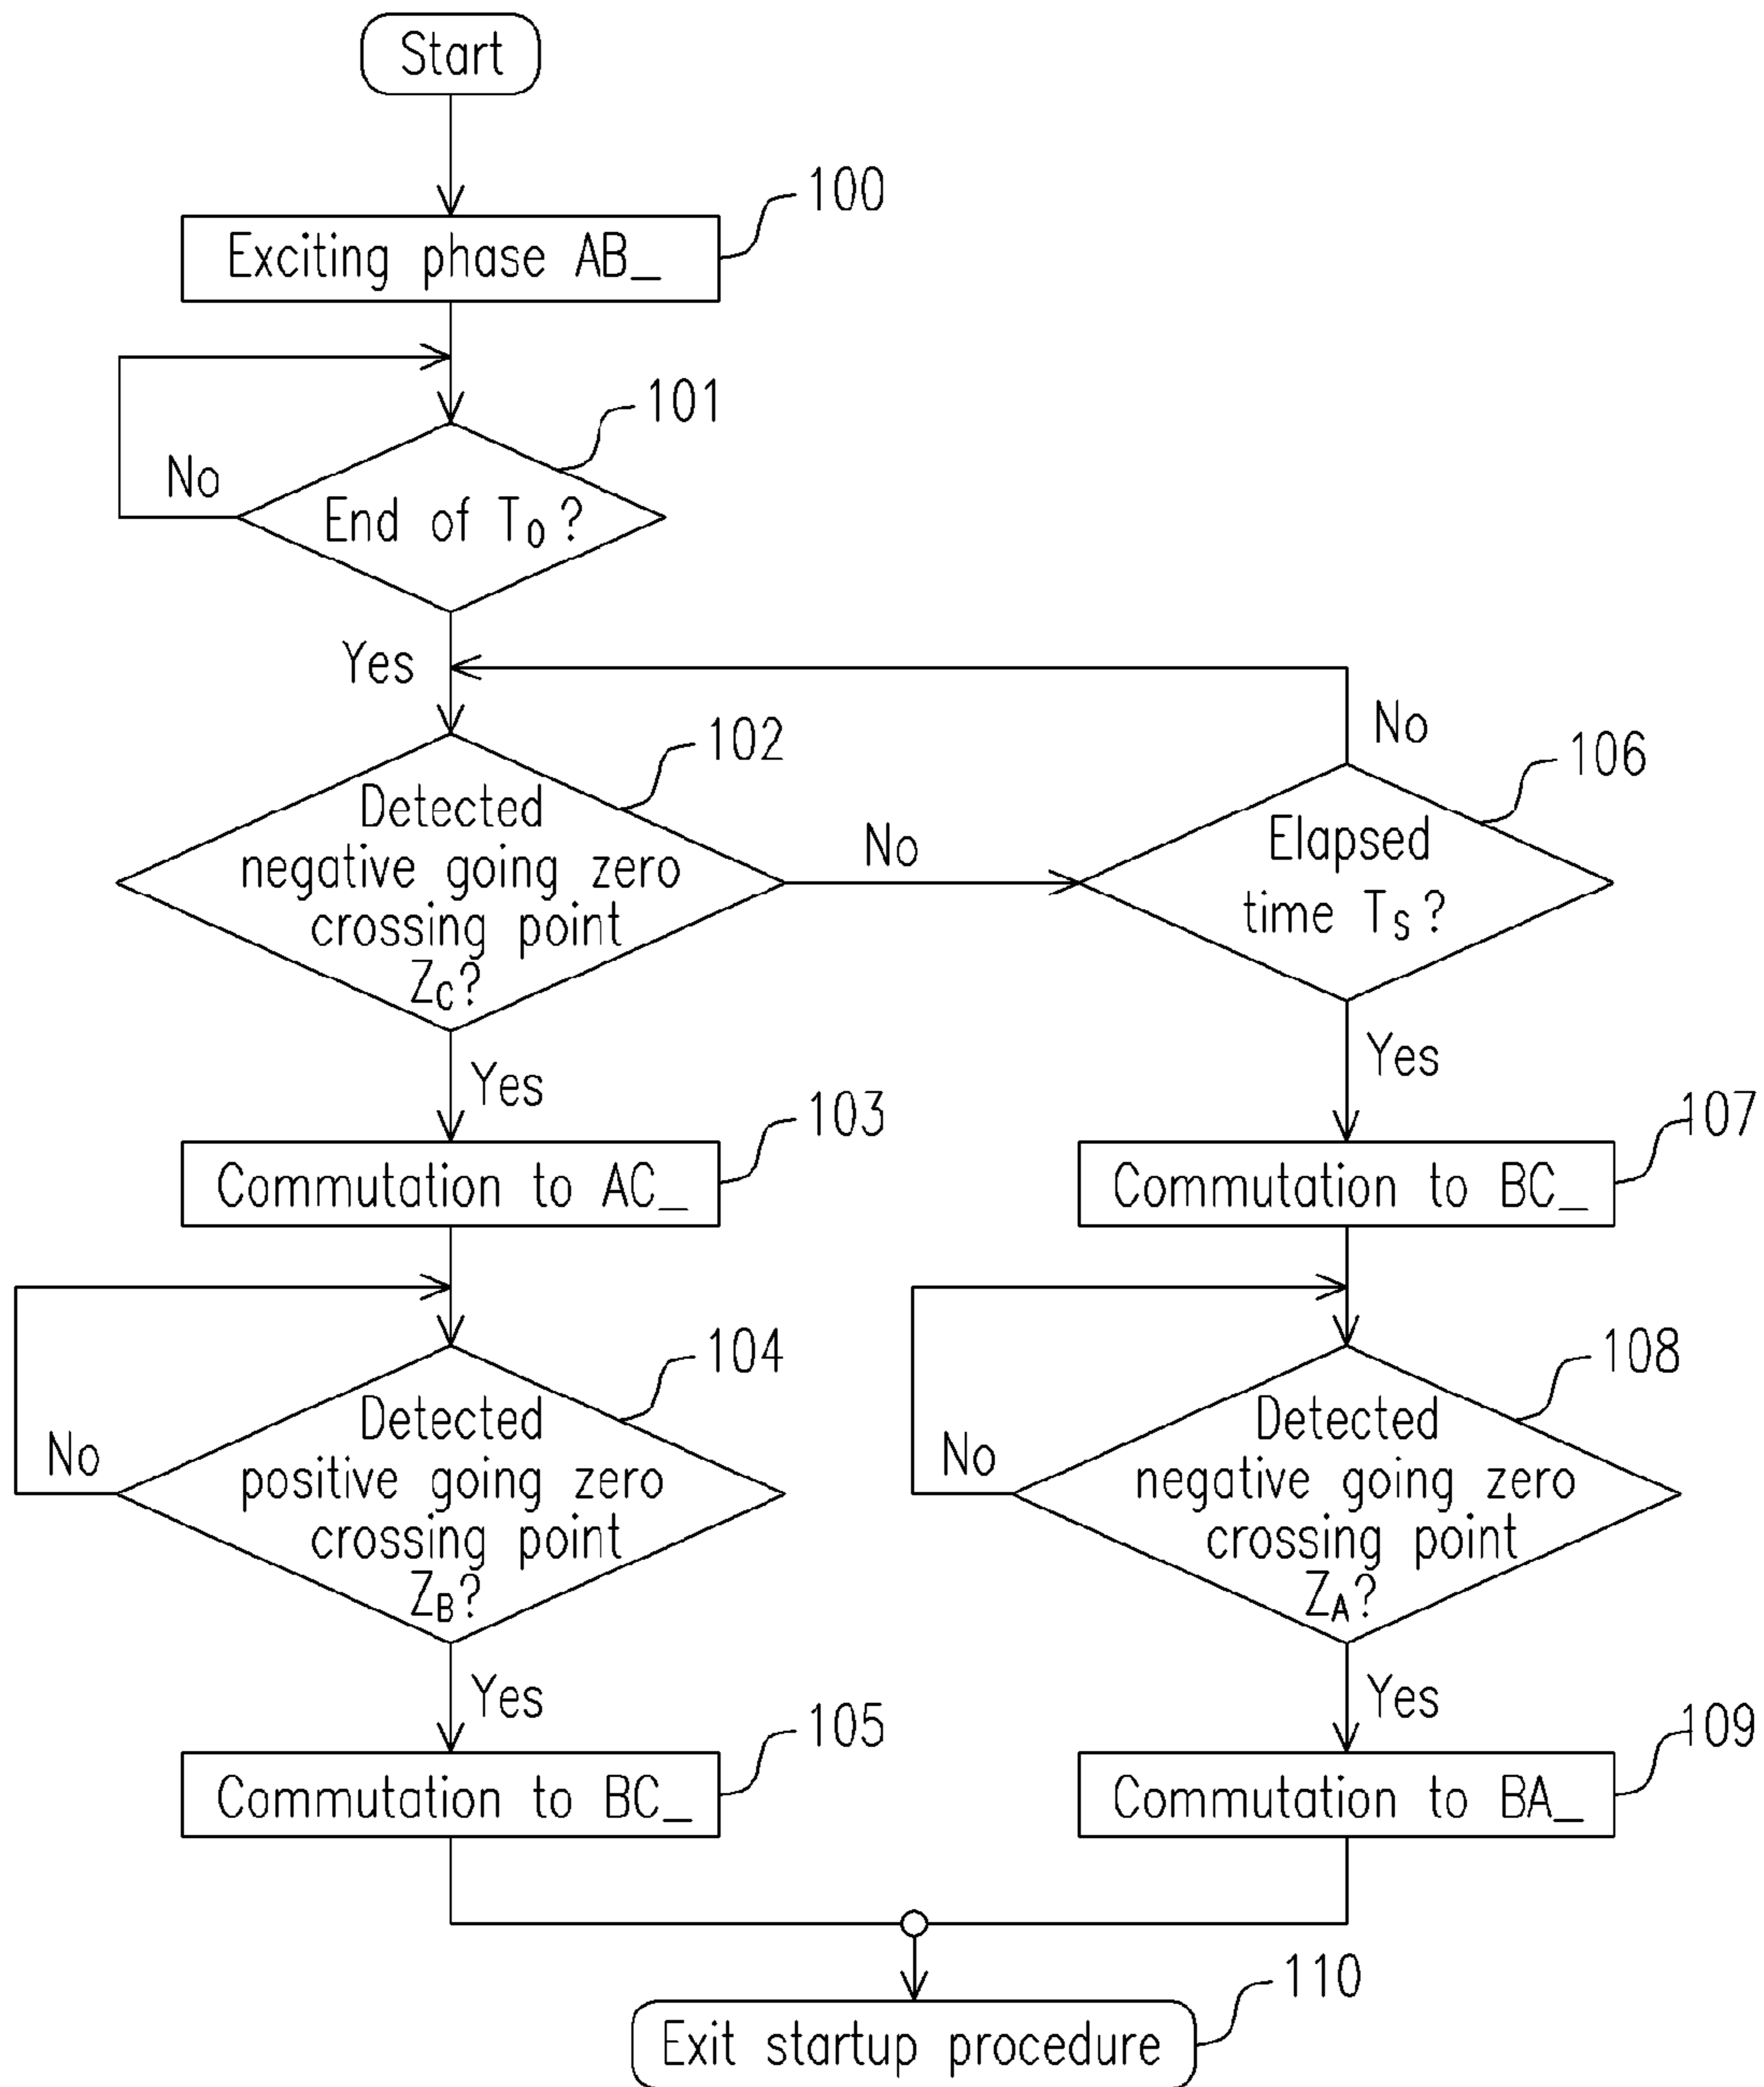 Start
100
Exciting phase AB_
101
No
End of T0?
Yes
No
102
106
Detected
negative going zero
crossing point
ZC?
No
Elapsed
time TS?
Yes
Yes
103
107
Commutation to AC_
Commutation to BC_
104
108
No
Detected
positive going zero
crossing point
ZB?
No
Detected
negative going zero
crossing point
ZA?
Yes
Yes
105
109
Commutation to BC_
Commutation to BA_
110
Exit startup procedure